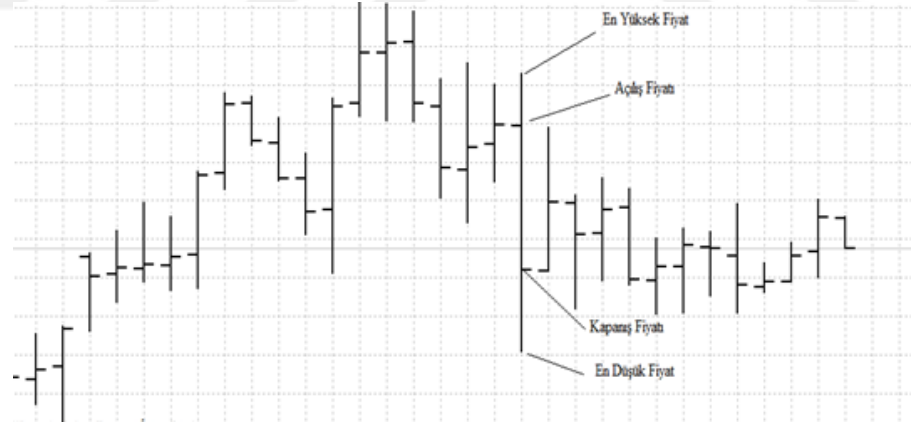 En Yüksek Fiyat
Açılış Fiyatı
Kapanış Fiyatı
En Düşük Fiyat